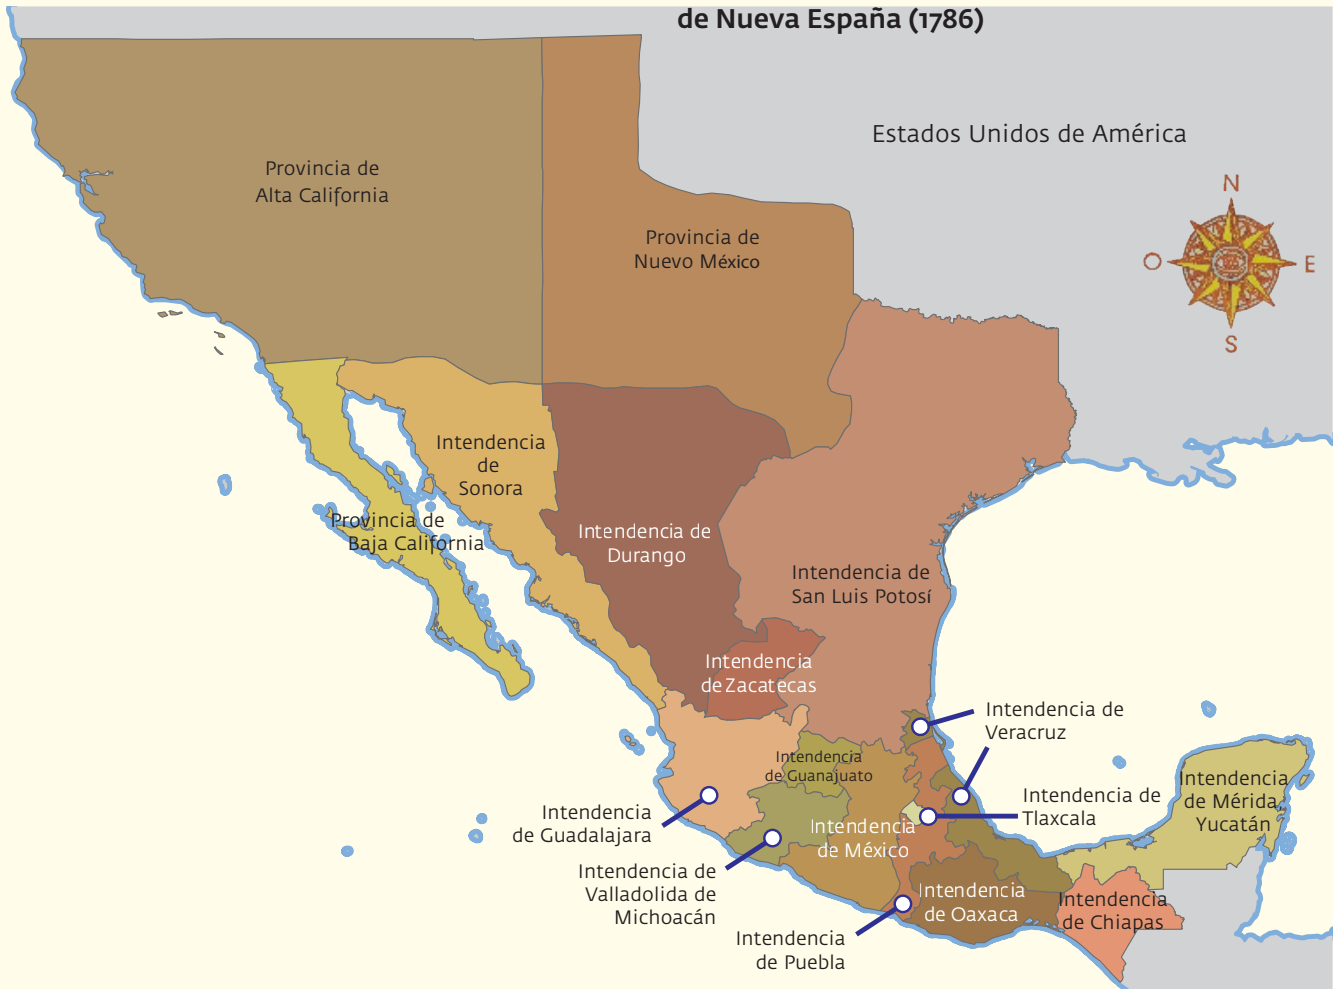 de Nueva España (1786)
Estados Unidos de América
Provincia de
Alta California
N
Provincia de
Nuevo México
O
E
S
Intendencia
de
Sonora
Provincia de
Baja California
Intendencia de
Durango
Intendencia de
San Luis Potosí
Intendencia
de Zacatecas
Intendencia de
Veracruz
Intendencia
de Guanajuato
Intendencia
de Mérida,
Yucatán
Intendencia de
Tlaxcala
Intendencia
de Guadalajara
Intendencia
de México
Intendencia de
Valladolida de
Michoacán
Intendencia
de Oaxaca
Intendencia
de Chiapas
Intendencia
de Puebla